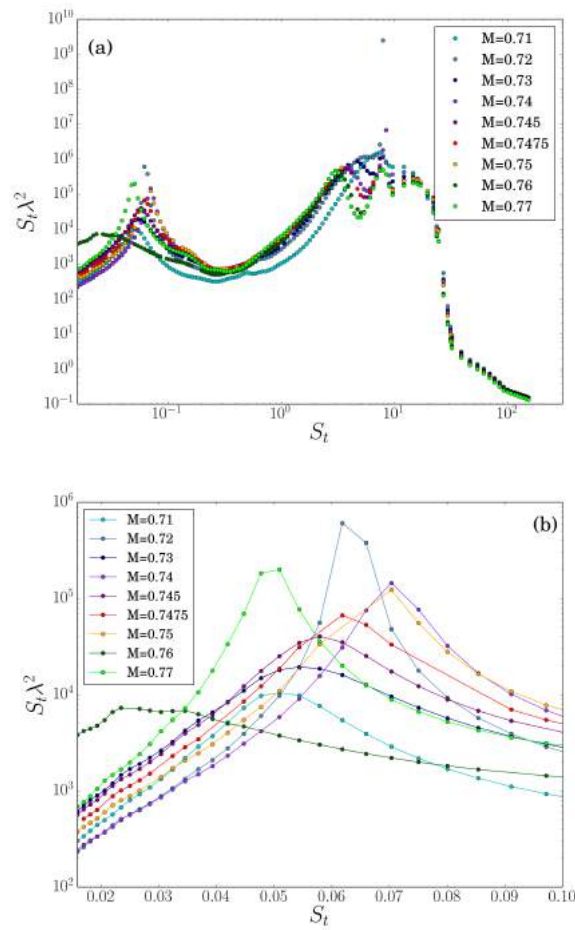 (a)
10^10
10^9
10^8
10^7
10^6
10^5
10^4
10^3
10^2
10^1
10^0
10^-1
S_t λ^2
M=0.71
M=0.72
M=0.73
M=0.74
M=0.745
M=0.7475
M=0.75
M=0.76
M=0.77
10^-1
10^0
10^1
10^2
S_t
(b)
10^6
10^5
10^4
10^3
10^2
S_t λ^2
M=0.71
M=0.72
M=0.73
M=0.74
M=0.745
M=0.7475
M=0.75
M=0.76
M=0.77
0.02 0.03 0.04 0.05 0.06 0.07 0.08 0.09 0.10
S_t